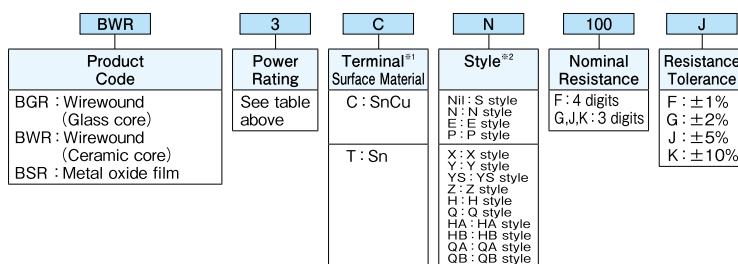 BWR 3 C N 100 J
Product Code
BGR : Wirewound (Glass core)
BWR : Wirewound (Ceramic core)
BSR : Metal oxide film
Power Rating
See table above
Terminal※1 Surface Material
C : SnCu
T : Sn
Style※2
Nil : S style
N : N style
E : E style
P : P style
X : X style
Y : Y style
YS : YS style
Z : Z style
H : H style
Q : Q style
HA : HA style
HB : HB style
QA : QA style
QB : QB style
Nominal Resistance
F : 4 digits
G,J,K : 3 digits
Resistance Tolerance
F : ±1%
G : ±2%
J : ±5%
K : ±10%